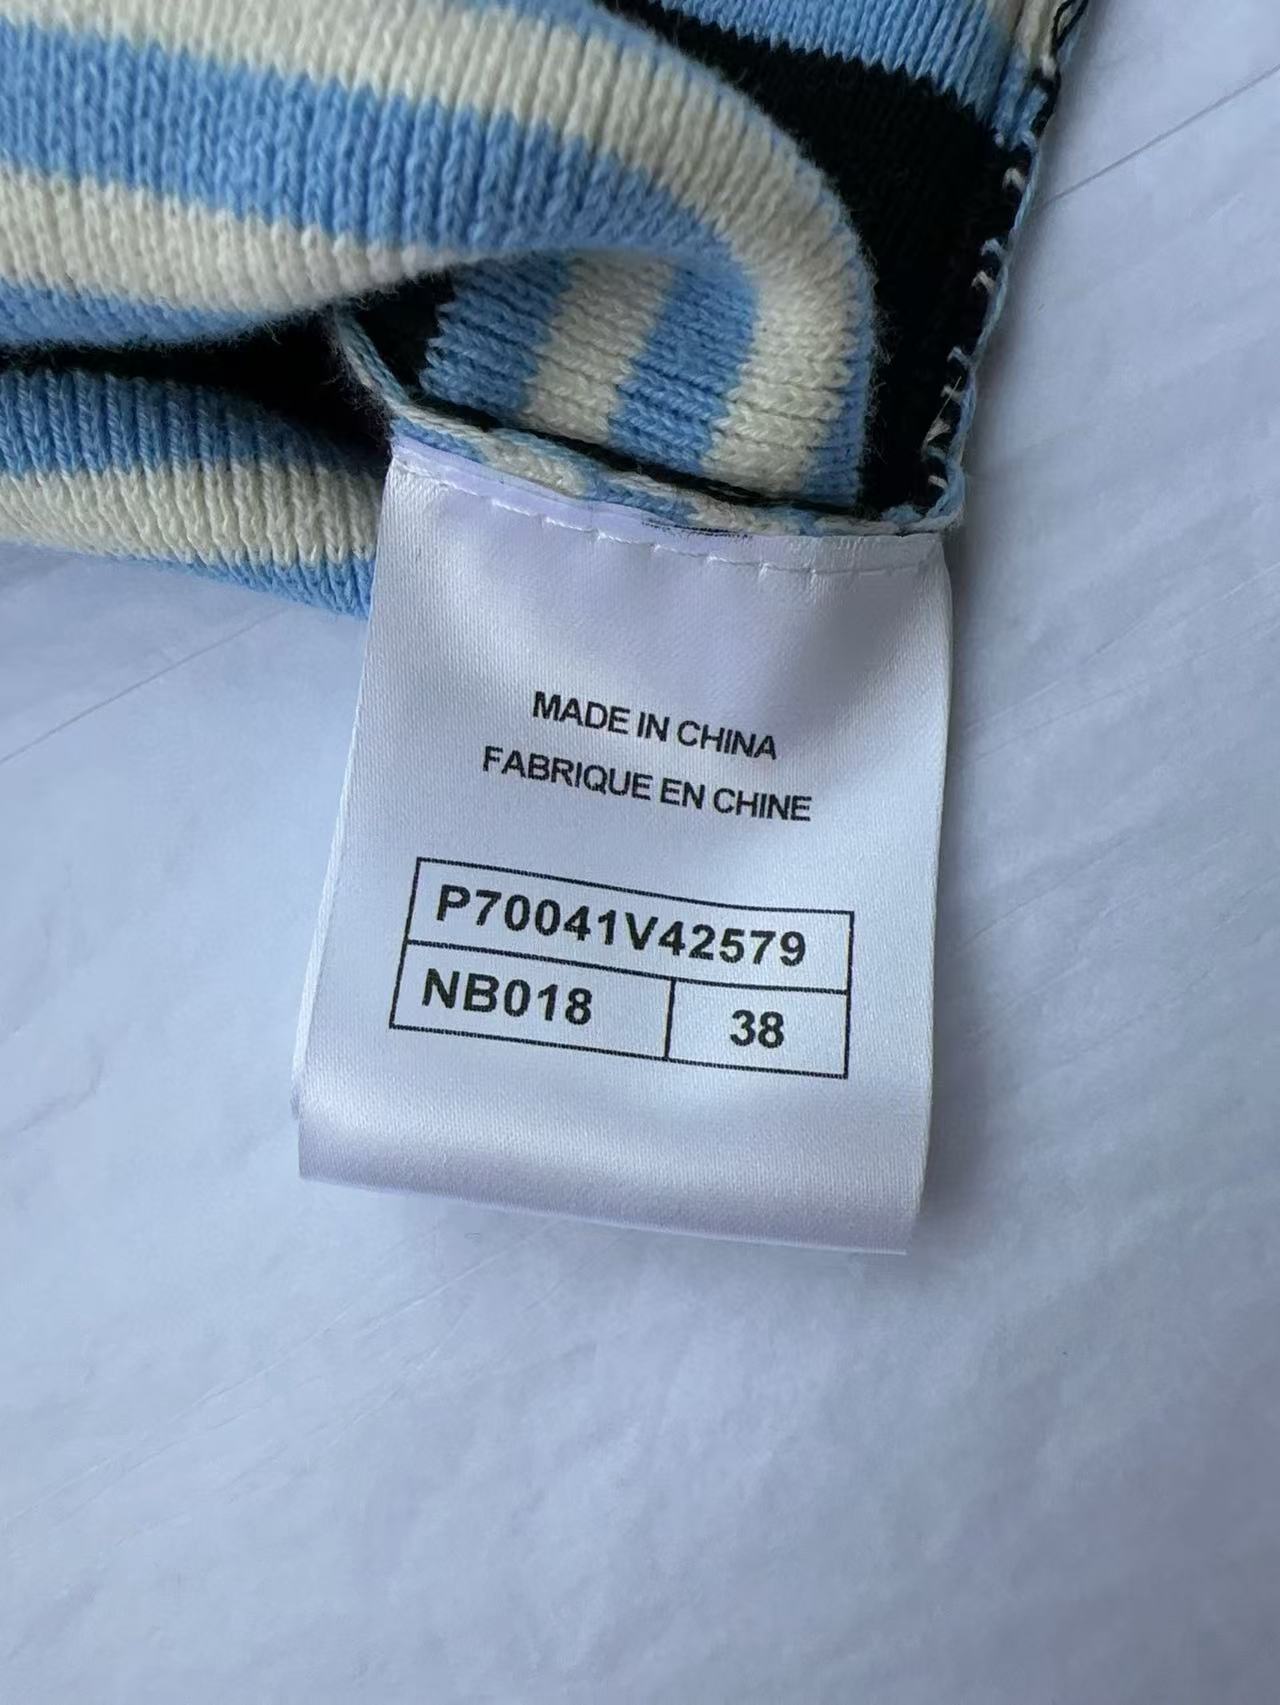 MADE IN CHINA
FABRIQUE EN CHINE
P70041V42579
NB018 38